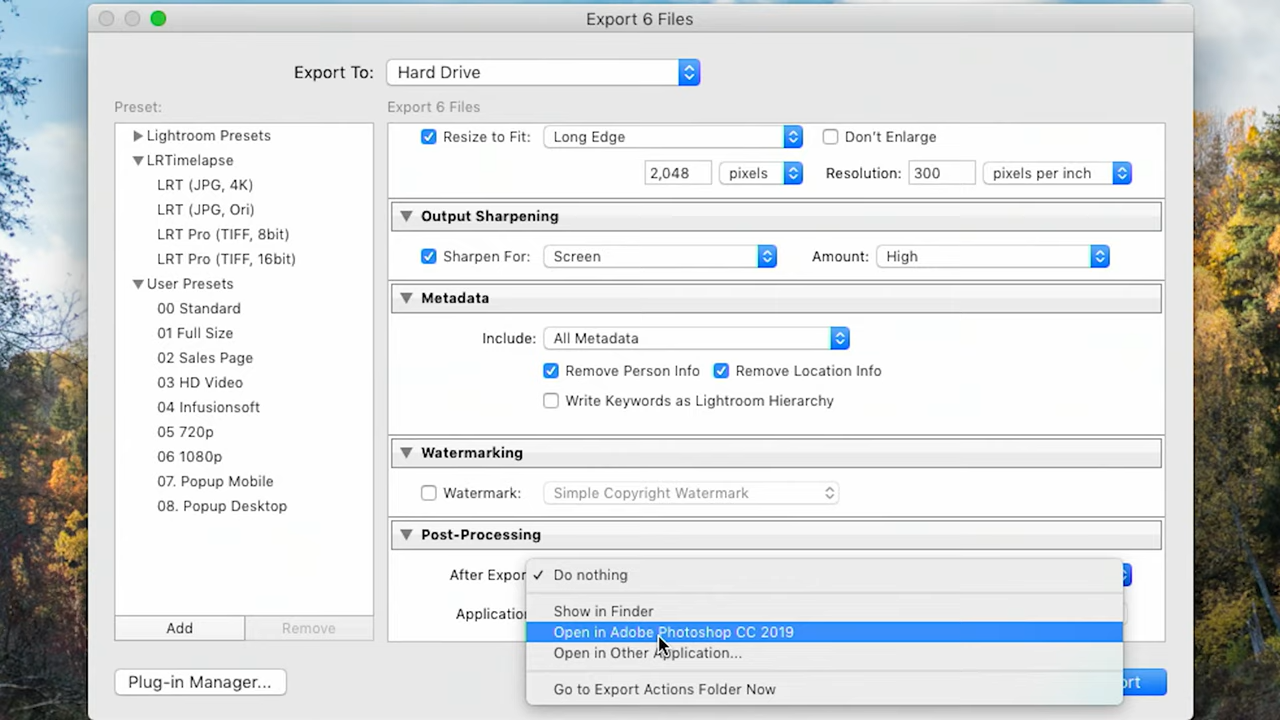 Export 6 Files
Export To: Hard Drive
Preset:
Lightroom Presets
LRTimelapse
LRT (JPG, 4K)
LRT (JPG, Ori)
LRT Pro (TIFF, 8bit)
LRT Pro (TIFF, 16bit)
User Presets
00 Standard
01 Full Size
02 Sales Page
03 HD Video
04 Infusionsoft
05 720p
06 1080p
07. Popup Mobile
08. Popup Desktop
Add Remove
Plug-in Manager...
Export 6 Files
Resize to Fit: Long Edge Don't Enlarge
2,048 pixels Resolution: 300 pixels per inch
Output Sharpening
Sharpen For: Screen Amount: High
Metadata
Include: All Metadata
Remove Person Info Remove Location Info
Write Keywords as Lightroom Hierarchy
Watermarking
Watermark: Simple Copyright Watermark
Post-Processing
After Expor Do nothing
Show in Finder
Applicatio
Open in Adobe Photoshop CC 2019
Open in Other Application...
Go to Export Actions Folder Now
ort